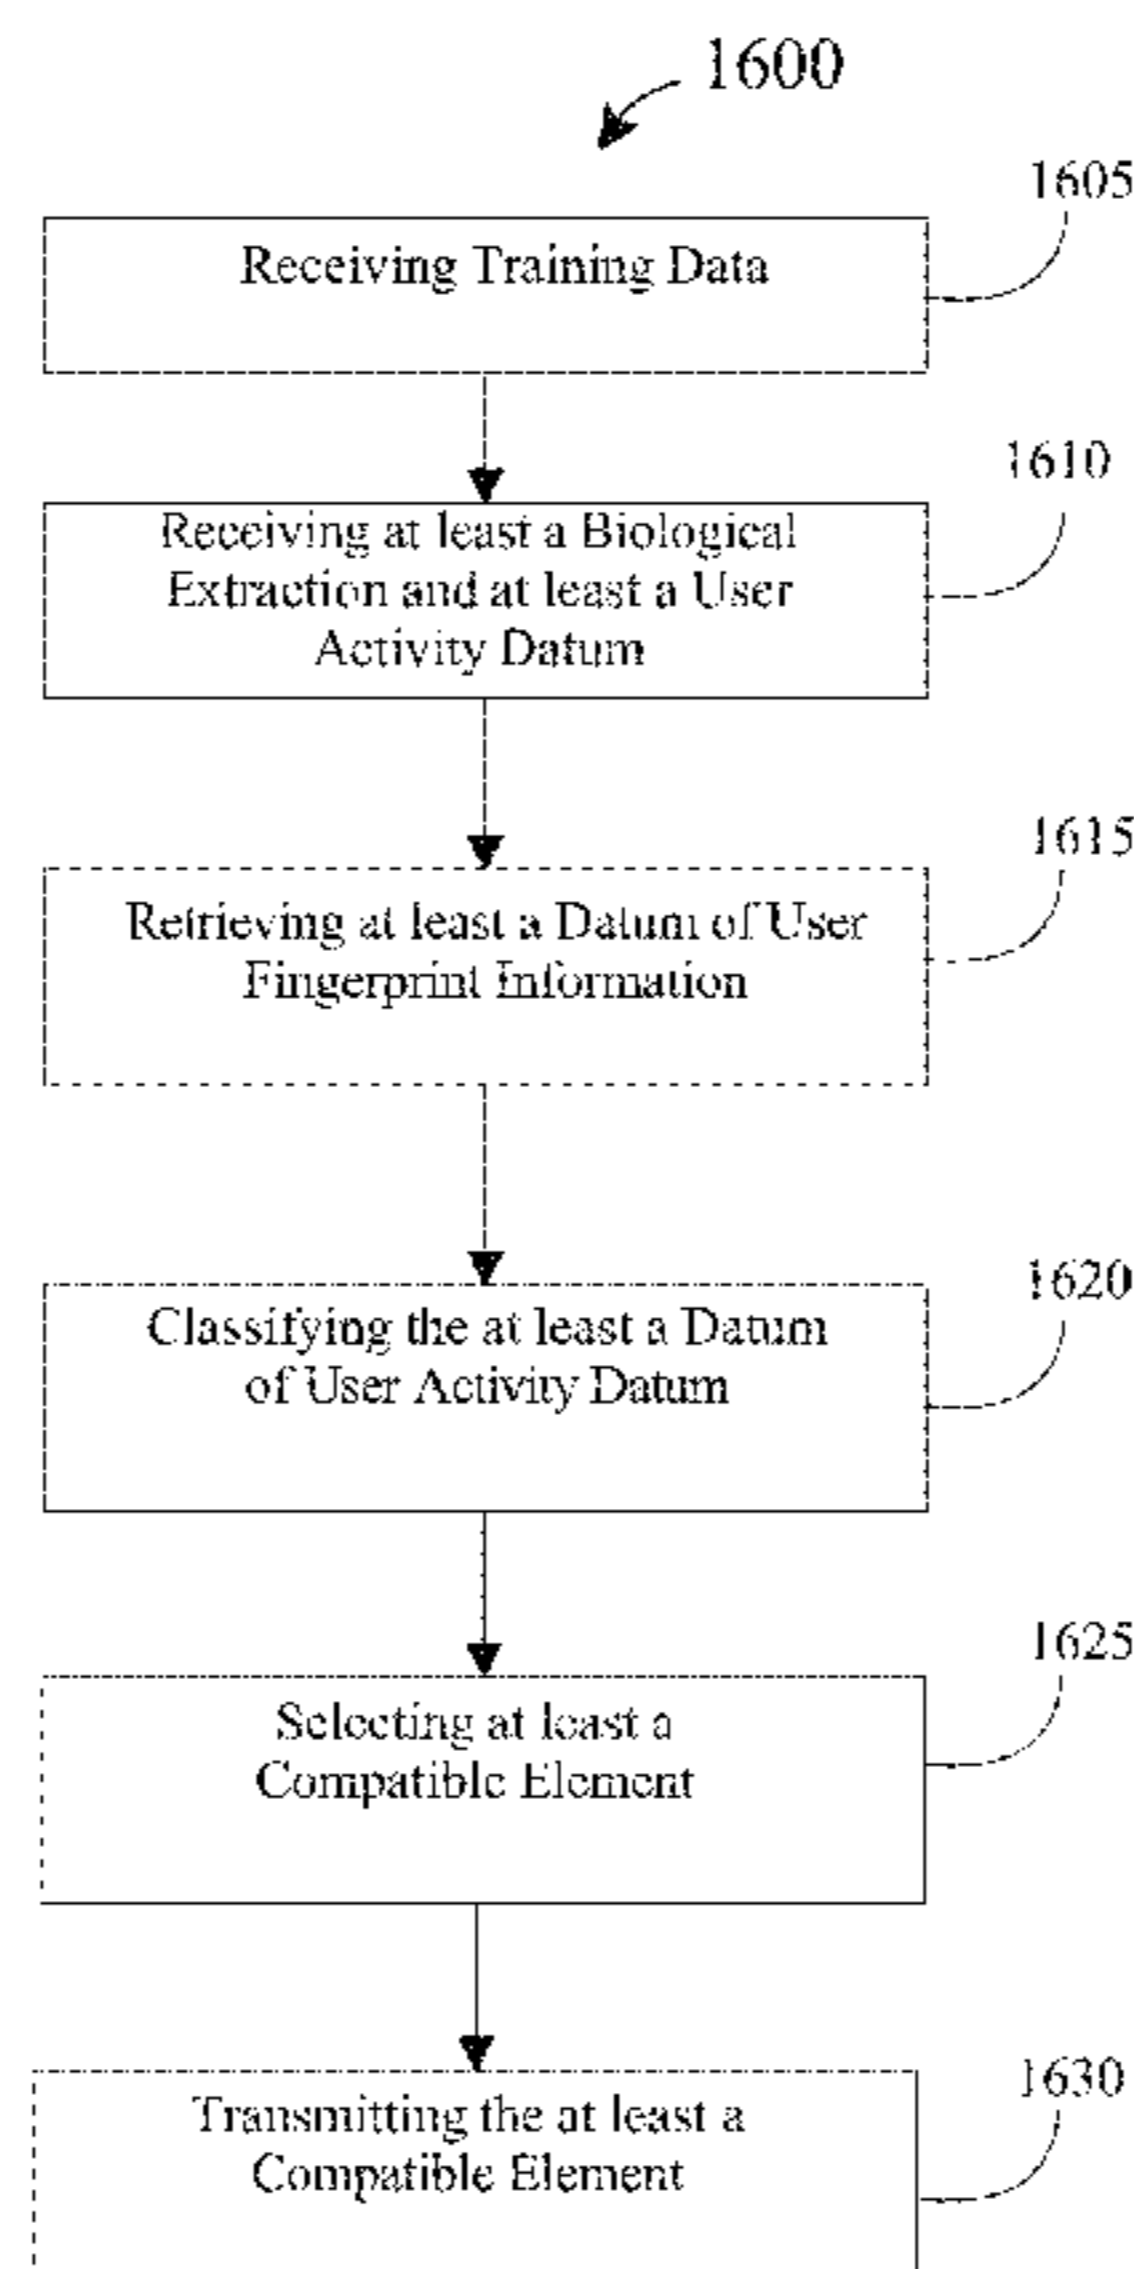 1600
1605
Receiving Training Data
1610
Receiving at least a Biological
Extraction and at least a User
Activity Datum
1615
Retrieving at least a Datum of User
Fingerprint Information
1620
Classifying the at least a Datum
of User Activity Datum
1625
Selecting at least a
Compatible Element
1630
Transmitting the at least a
Compatible Element